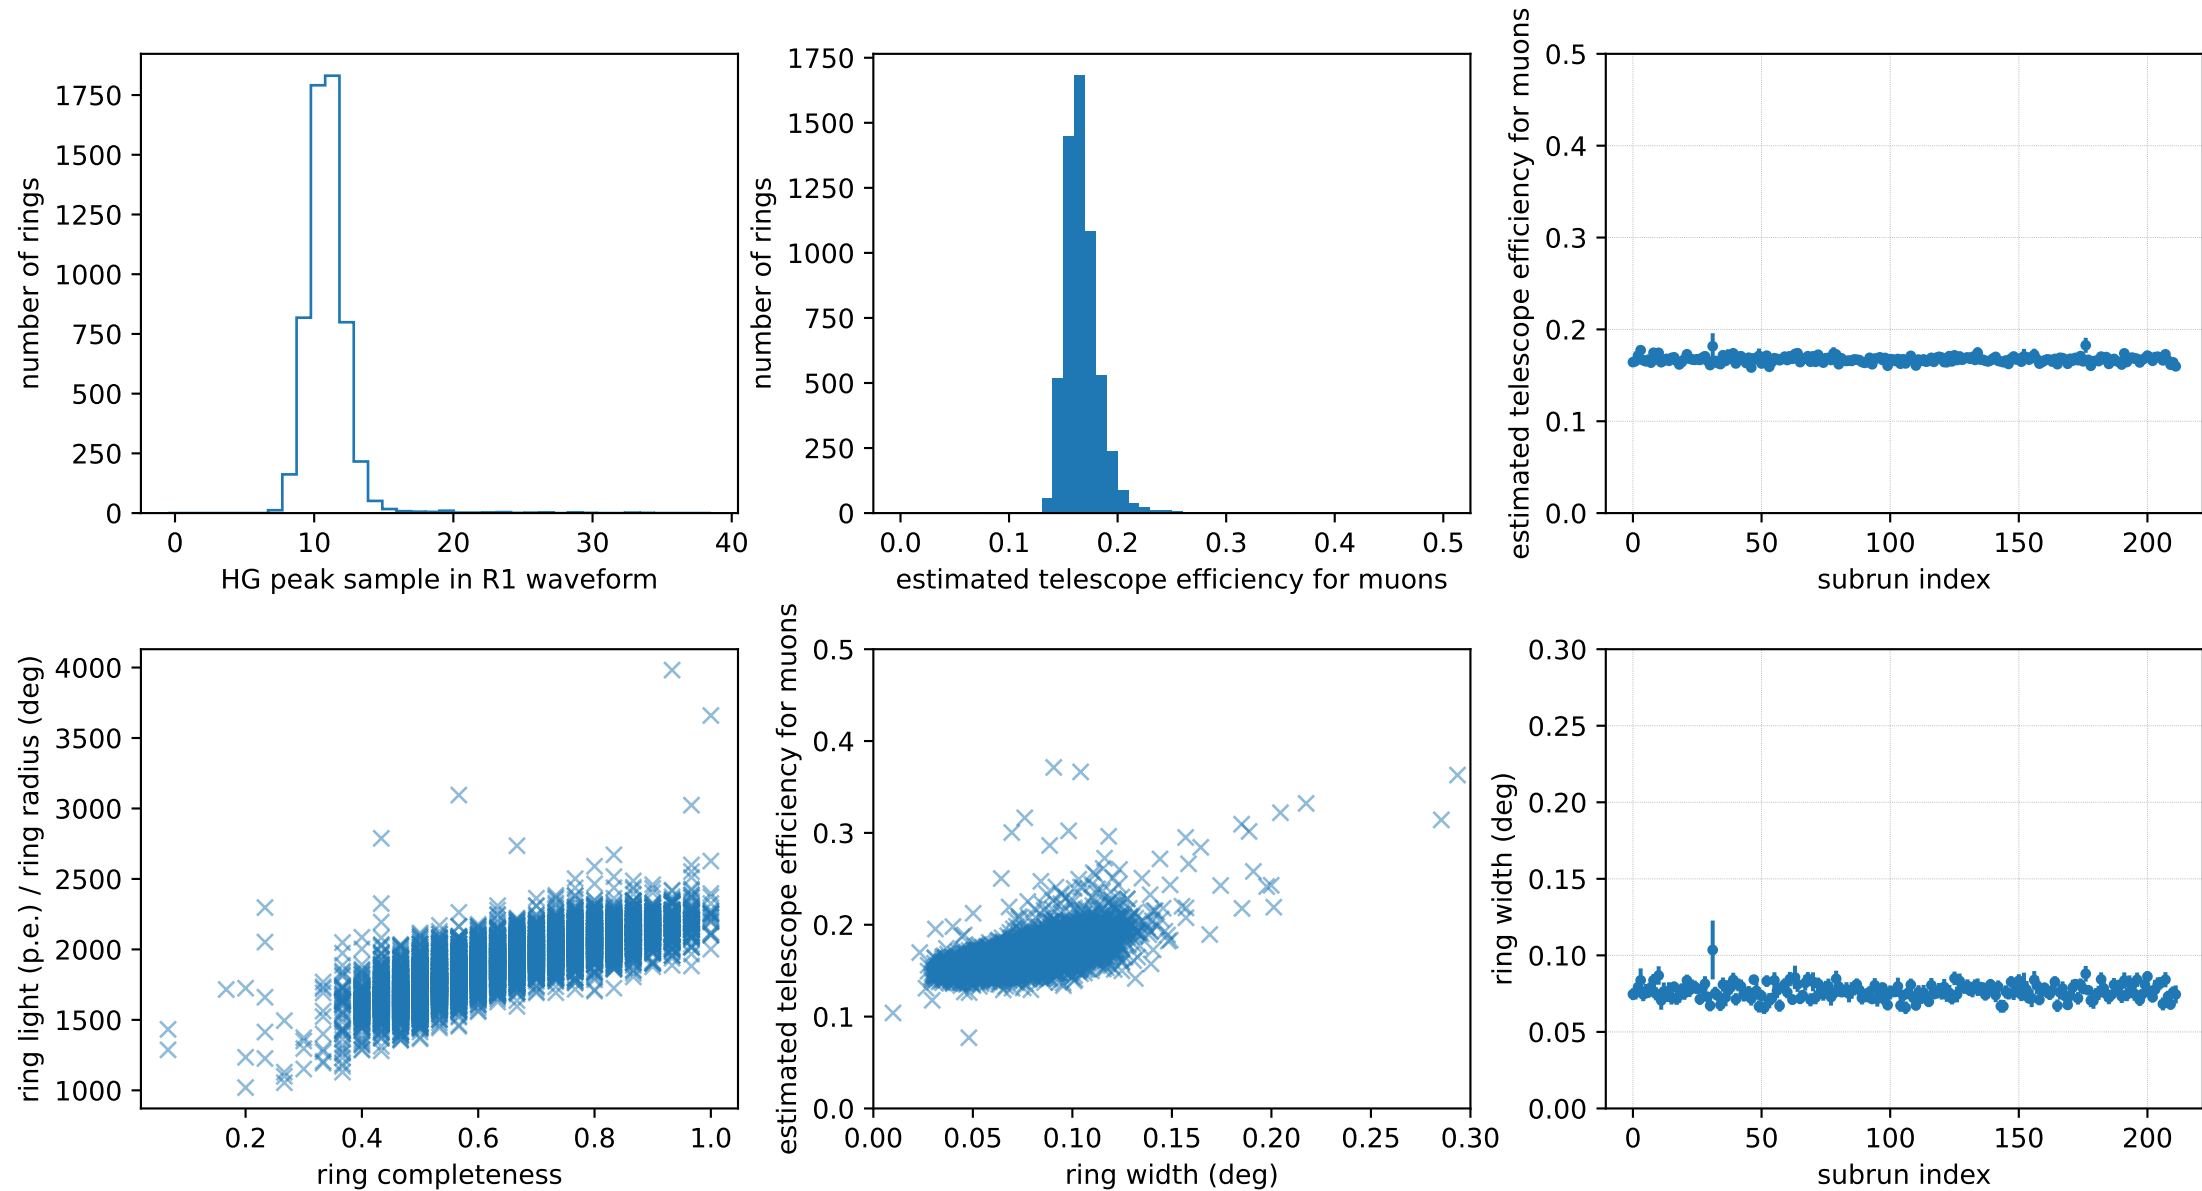 number of rings
1750
1500
1250
1000
750
500
250
0
0 10 20 30 40
HG peak sample in R1 waveform
number of rings
1750
1500
1250
1000
750
500
250
0
0.0 0.1 0.2 0.3 0.4 0.5
estimated telescope efficiency for muons
estimated telescope efficiency for muons
0.5
0.4
0.3
0.2
0.1
0.0
0 50 100 150 200
subrun index
ring light (p.e.) / ring radius (deg)
4000
3500
3000
2500
2000
1500
1000
0.2 0.4 0.6 0.8 1.0
ring completeness
estimated telescope efficiency for muons
0.5
0.4
0.3
0.2
0.1
0.0
0.00 0.05 0.10 0.15 0.20 0.25 0.30
ring width (deg)
ring width (deg)
0.30
0.25
0.20
0.15
0.10
0.05
0.00
0 50 100 150 200
subrun index